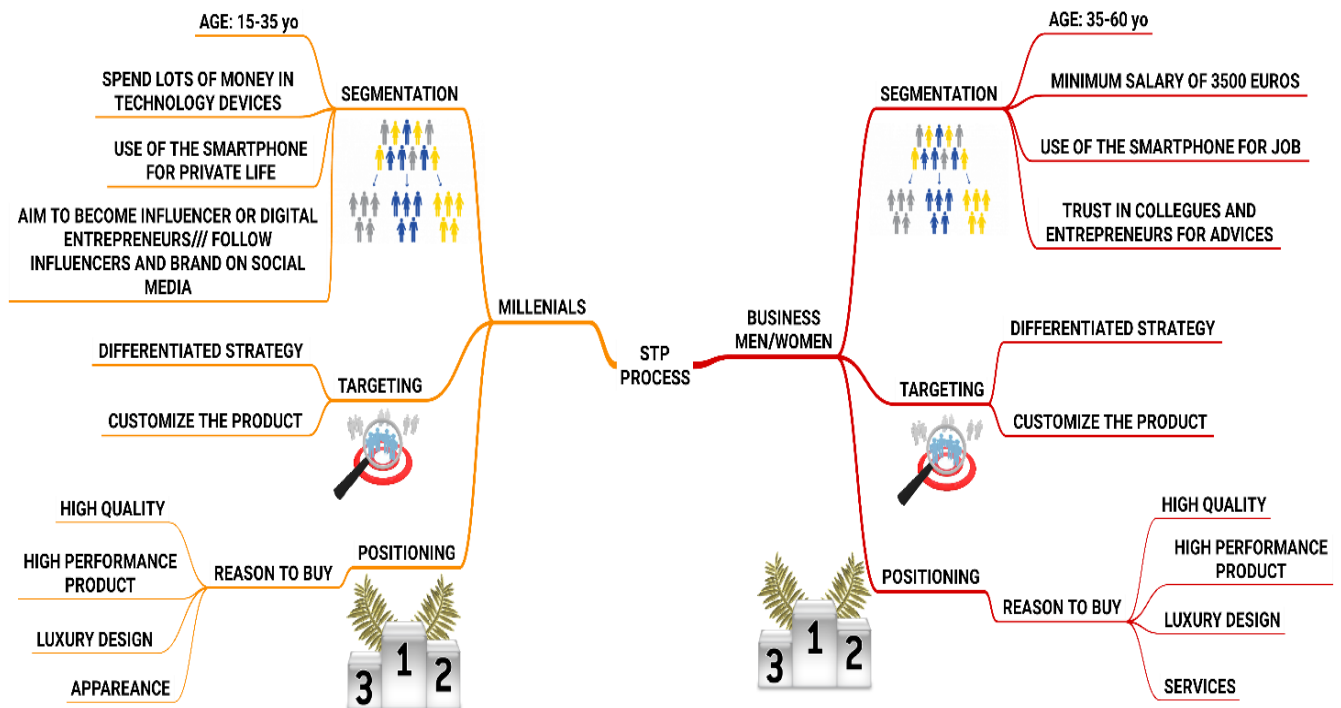 STP
PROCESS
MILLENIALS
SEGMENTATION
AGE: 15-35 yo
SPEND LOTS OF MONEY IN
TECHNOLOGY DEVICES
USE OF THE SMARTPHONE
FOR PRIVATE LIFE
AIM TO BECOME INFLUENCER OR DIGITAL
ENTREPRENEURS/// FOLLOW
INFLUENCERS AND BRAND ON SOCIAL
MEDIA
TARGETING
DIFFERENTIATED STRATEGY
CUSTOMIZE THE PRODUCT
POSITIONING
REASON TO BUY
HIGH QUALITY
HIGH PERFORMANCE
PRODUCT
LUXURY DESIGN
APPAREANCE
3 1 2
BUSINESS
MEN/WOMEN
SEGMENTATION
AGE: 35-60 yo
MINIMUM SALARY OF 3500 EUROS
USE OF THE SMARTPHONE FOR JOB
TRUST IN COLLEGUES AND
ENTREPRENEURS FOR ADVICES
TARGETING
DIFFERENTIATED STRATEGY
CUSTOMIZE THE PRODUCT
POSITIONING
REASON TO BUY
HIGH QUALITY
HIGH PERFORMANCE
PRODUCT
LUXURY DESIGN
SERVICES
3 1 2